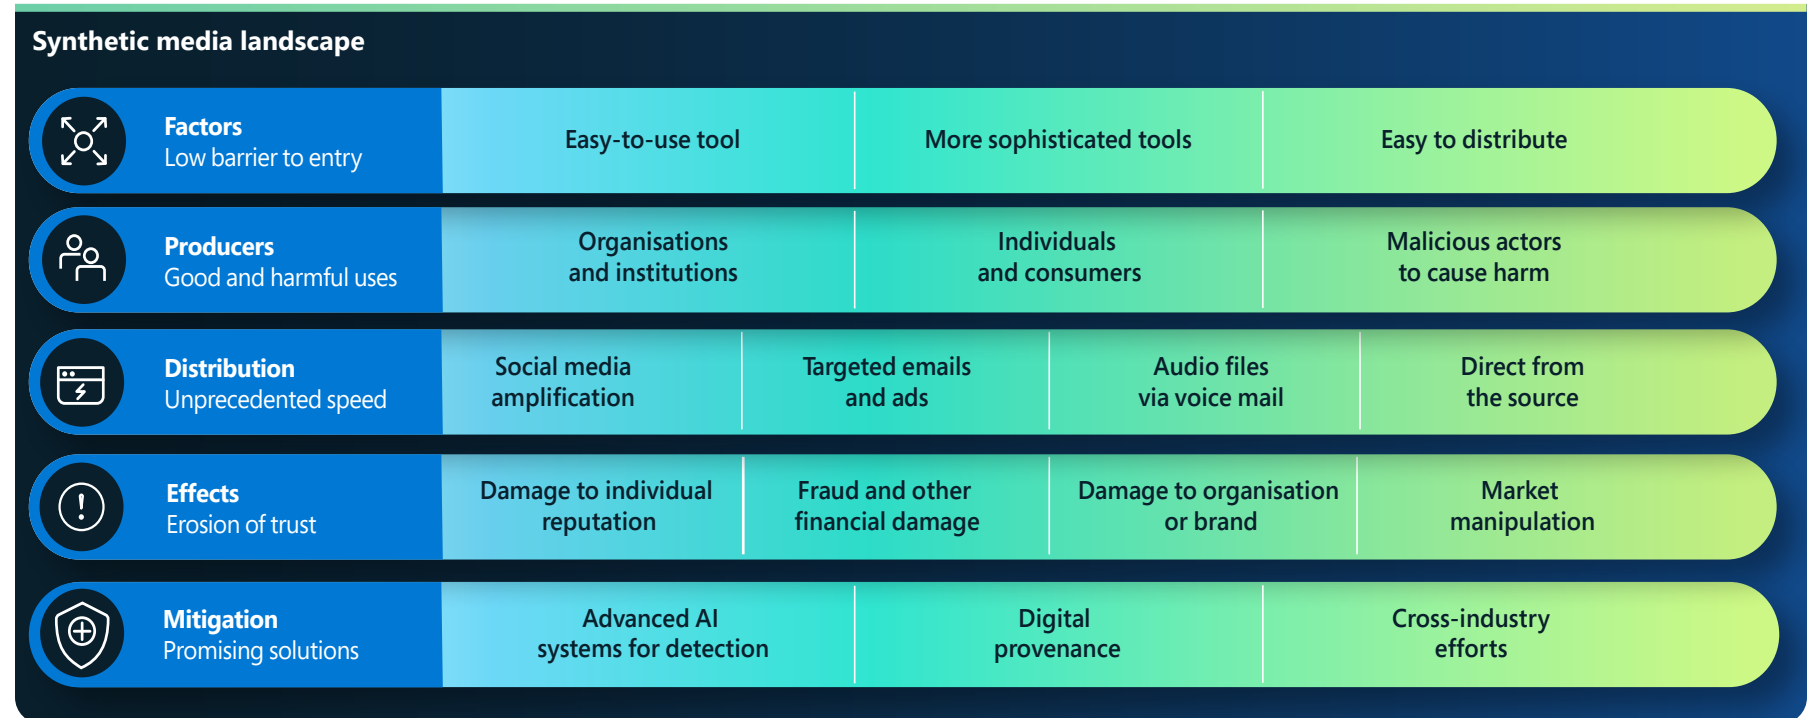 Synthetic media landscape
Factors
Low barrier to entry
Easy-to-use tool
More sophisticated tools
Easy to distribute
Producers
Good and harmful uses
Organisations
and institutions
Individuals
and consumers
Malicious actors
to cause harm
Distribution
Unprecedented speed
Social media
amplification
Targeted emails
and ads
Audio files
via voice mail
Direct from
the source
Effects
Erosion of trust
Damage to individual
reputation
Fraud and other
financial damage
Damage to organisation
or brand
Market
manipulation
Mitigation
Promising solutions
Advanced AI
systems for detection
Digital
provenance
Cross-industry
efforts